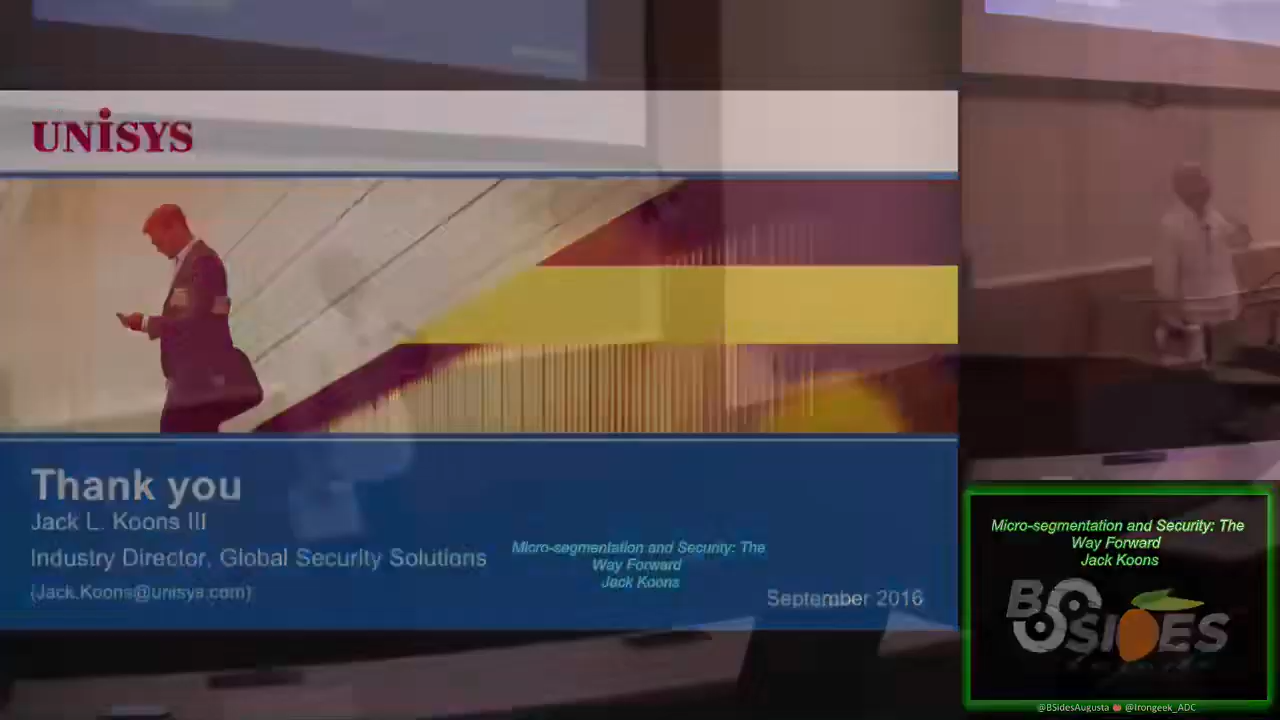 UNiSYS
Thank you
Jack L. Koons III
Industry Director, Global Security Solutions
(Jack.Koons@unisys.com)
Micro-segmentation and Security: The
Way Forward
Jack Koons
September 2016
Micro-segmentation and Security: The
Way Forward
Jack Koons
BSIDES
@BSidesAugusta @Irongeek_ADC